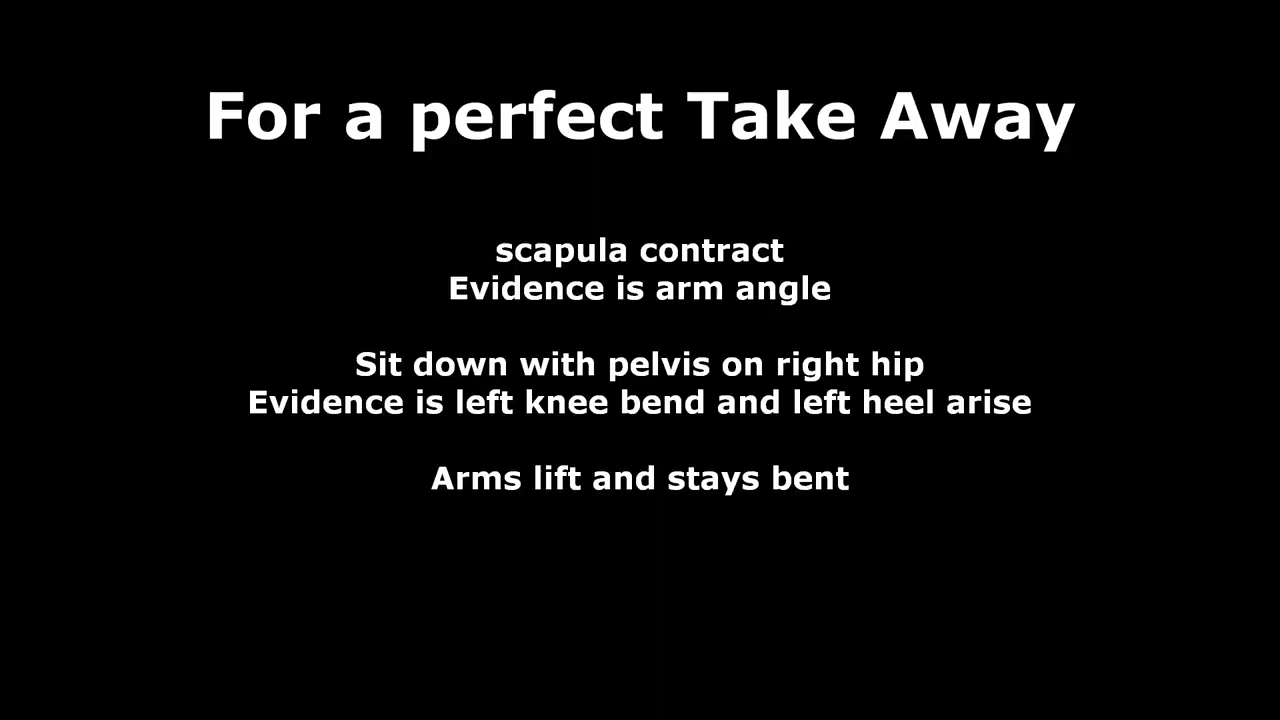 For a perfect Take Away
scapula contract
Evidence is arm angle
Sit down with pelvis on right hip
Evidence is left knee bend and left heel arise
Arms lift and stays bent